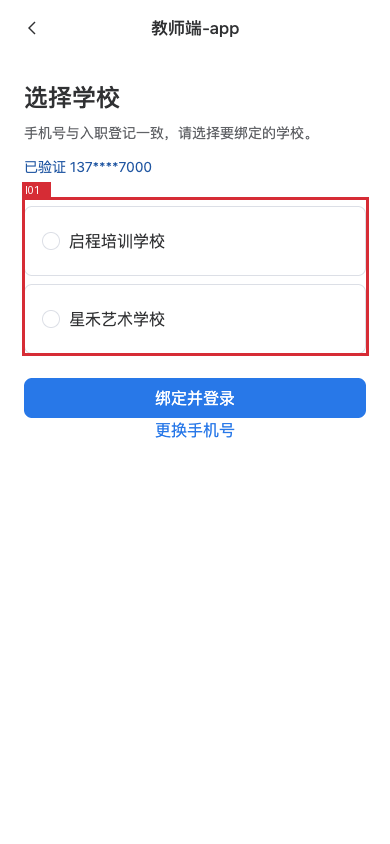 教师端-app
选择学校
手机号与入职登记一致，请选择要绑定的学校。
已验证 137****7000
I01
启程培训学校
星禾艺术学校
绑定并登录
更换手机号